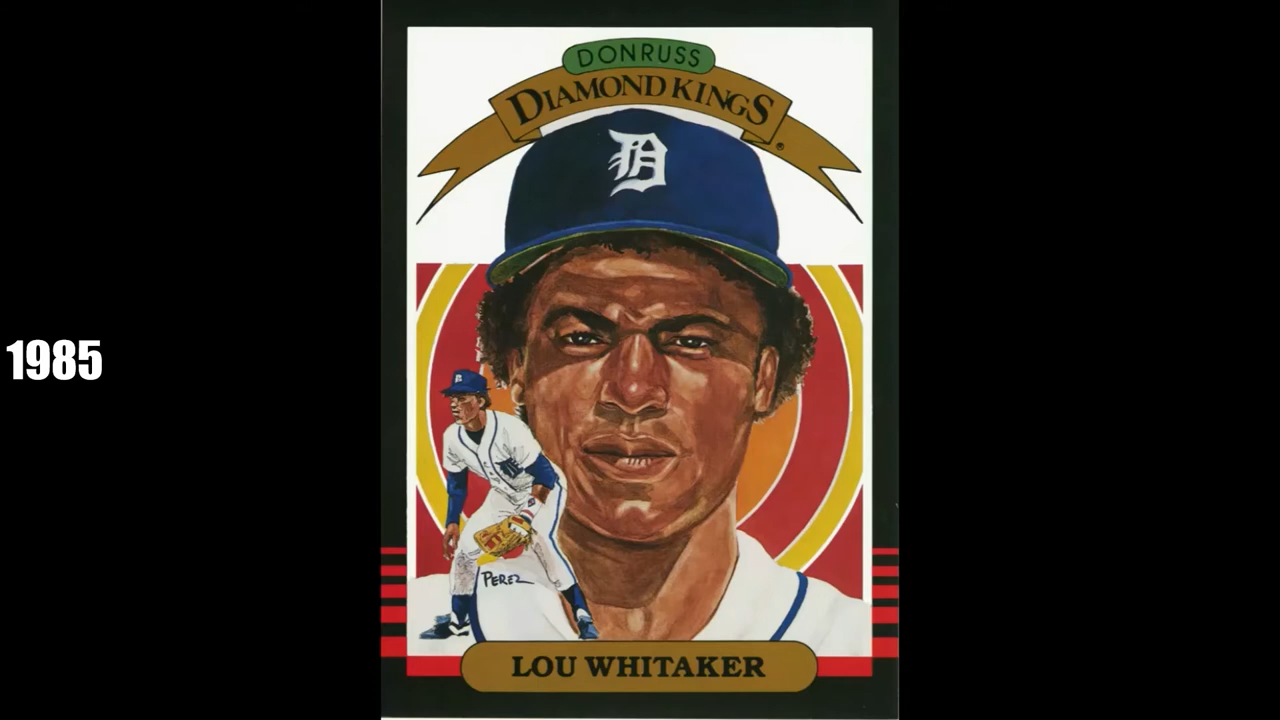 DONRUSS
DIAMOND KINGS
®
D
1985
PEREZ
LOU WHITAKER